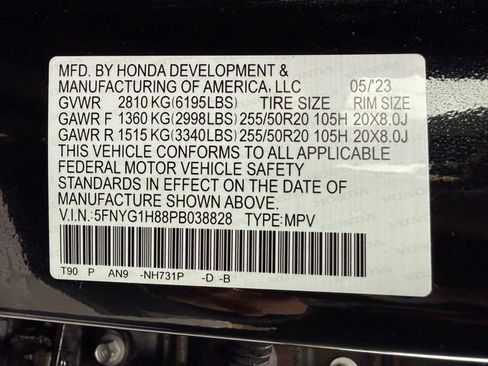 MFD. BY HONDA DEVELOPMENT &
MANUFACTURING OF AMERICA, LLC 05/'23
GVWR 2810 KG(6195LBS) TIRE SIZE RIM SIZE
GAWR F 1360 KG(2998LBS) 255/50R20 105H 20X8.0J
GAWR R 1515 KG(3340LBS) 255/50R20 105H 20X8.0J
THIS VEHICLE CONFORMS TO ALL APPLICABLE
FEDERAL MOTOR VEHICLE SAFETY
STANDARDS IN EFFECT ON THE DATE OF
MANUFACTURE SHOWN ABOVE.
V.I.N.:5FNYG1H88PB038828 TYPE:MPV
T90 P AN9 -NH731P -D -B